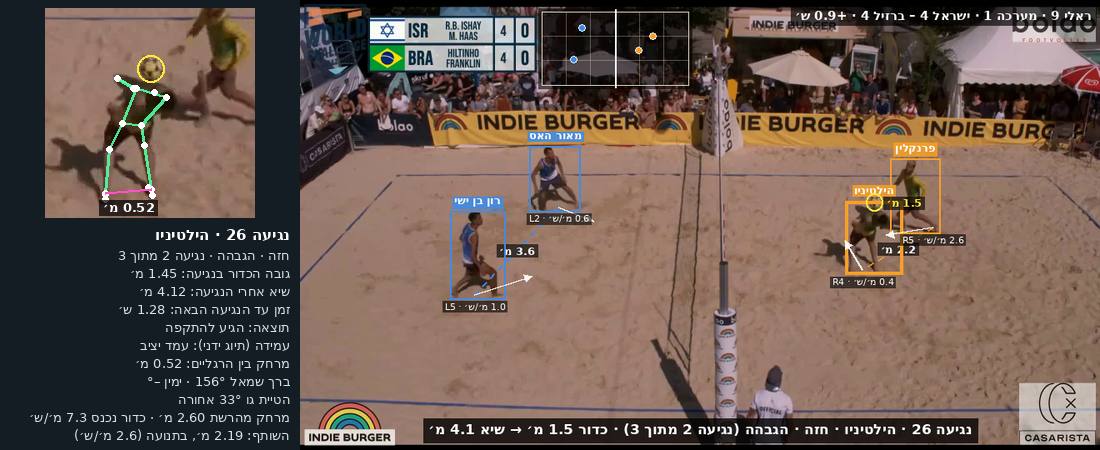 ראלי 9 · מערכה 1 · ישראל 4 – ברזיל 4 · +0.9 ש׳
ISR R.B. ISHAY M. HAAS 4 0
BRA HILTINHO FRANKLIN 4 0
INDIE BURGER
bolao
FOOTVOLLEY
bolao
INDIE BURGER
INDIE BURGER
CASARISTA
bolao
מאור האס
L2 · 0.6 מ׳/ש׳
רון בן ישי
3.6 מ׳
L5 · 1.0 מ׳/ש׳
פרנקלין
הילטיניו
1.5 מ׳
R5 · 2.6 מ׳/ש׳
2.2 מ׳
R4 · 0.4 מ׳/ש׳
OFFICIAL
INDIE BURGER
CASARISTA
נגיעה 26 · הילטיניו · חזה · הגבהה (נגיעה 2 מתוך 3) · כדור 1.5 מ׳ → שיא 4.1 מ׳
0.52 מ׳
נגיעה 26 · הילטיניו
חזה · הגבהה · נגיעה 2 מתוך 3
גובה הכדור בנגיעה: 1.45 מ׳
שיא אחרי הנגיעה: 4.12 מ׳
זמן עד הנגיעה הבאה: 1.28 ש׳
תוצאה: הגיע להתקפה
עמידה (תיוג ידני): עמד יציב
מרחק בין הרגליים: 0.52 מ׳
ברך שמאל 156° · ימין –°
הטיית גו 33° אחורה
מרחק מהרשת 2.60 מ׳ · כדור נכנס 7.3 מ׳/ש׳
השותף: 2.19 מ׳, בתנועה (2.6 מ׳/ש׳)